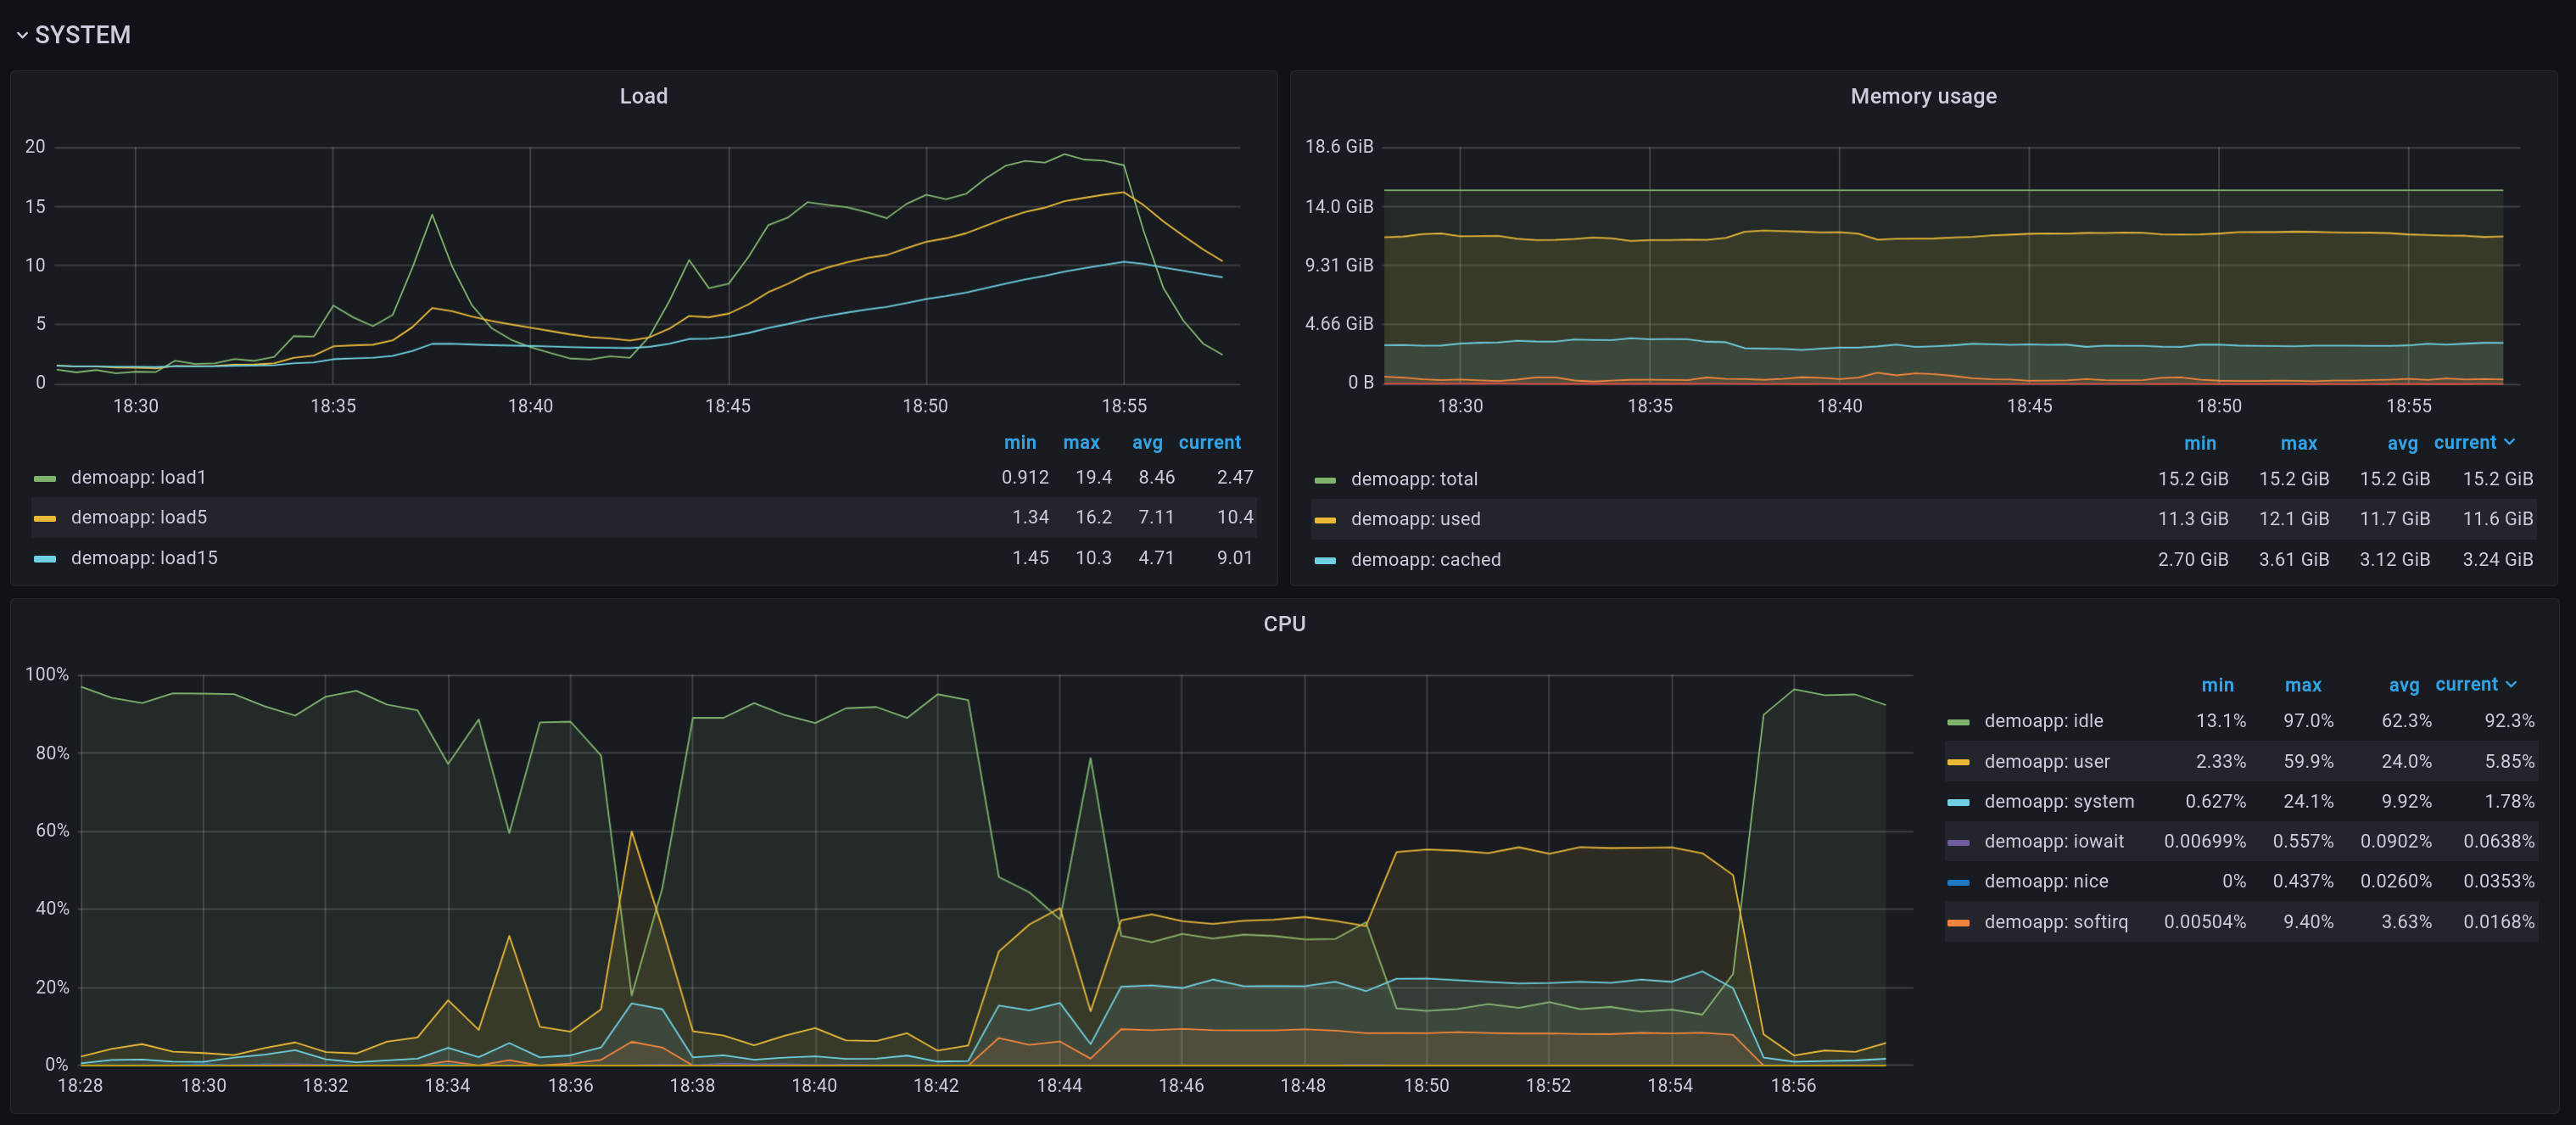 SYSTEM
Load
20
15
10
5
0
18:30 18:35 18:40 18:45 18:50 18:55
min max avg current
demoapp: load1 0.912 19.4 8.46 2.47
demoapp: load5 1.34 16.2 7.11 10.4
demoapp: load15 1.45 10.3 4.71 9.01
Memory usage
18.6 GiB
14.0 GiB
9.31 GiB
4.66 GiB
0 B
18:30 18:35 18:40 18:45 18:50 18:55
min max avg current
demoapp: total 15.2 GiB 15.2 GiB 15.2 GiB 15.2 GiB
demoapp: used 11.3 GiB 12.1 GiB 11.7 GiB 11.6 GiB
demoapp: cached 2.70 GiB 3.61 GiB 3.12 GiB 3.24 GiB
CPU
100%
80%
60%
40%
20%
0%
18:28 18:30 18:32 18:34 18:36 18:38 18:40 18:42 18:44 18:46 18:48 18:50 18:52 18:54 18:56
min max avg current
demoapp: idle 13.1% 97.0% 62.3% 92.3%
demoapp: user 2.33% 59.9% 24.0% 5.85%
demoapp: system 0.627% 24.1% 9.92% 1.78%
demoapp: iowait 0.00699% 0.557% 0.0902% 0.0638%
demoapp: nice 0% 0.437% 0.0260% 0.0353%
demoapp: softirq 0.00504% 9.40% 3.63% 0.0168%